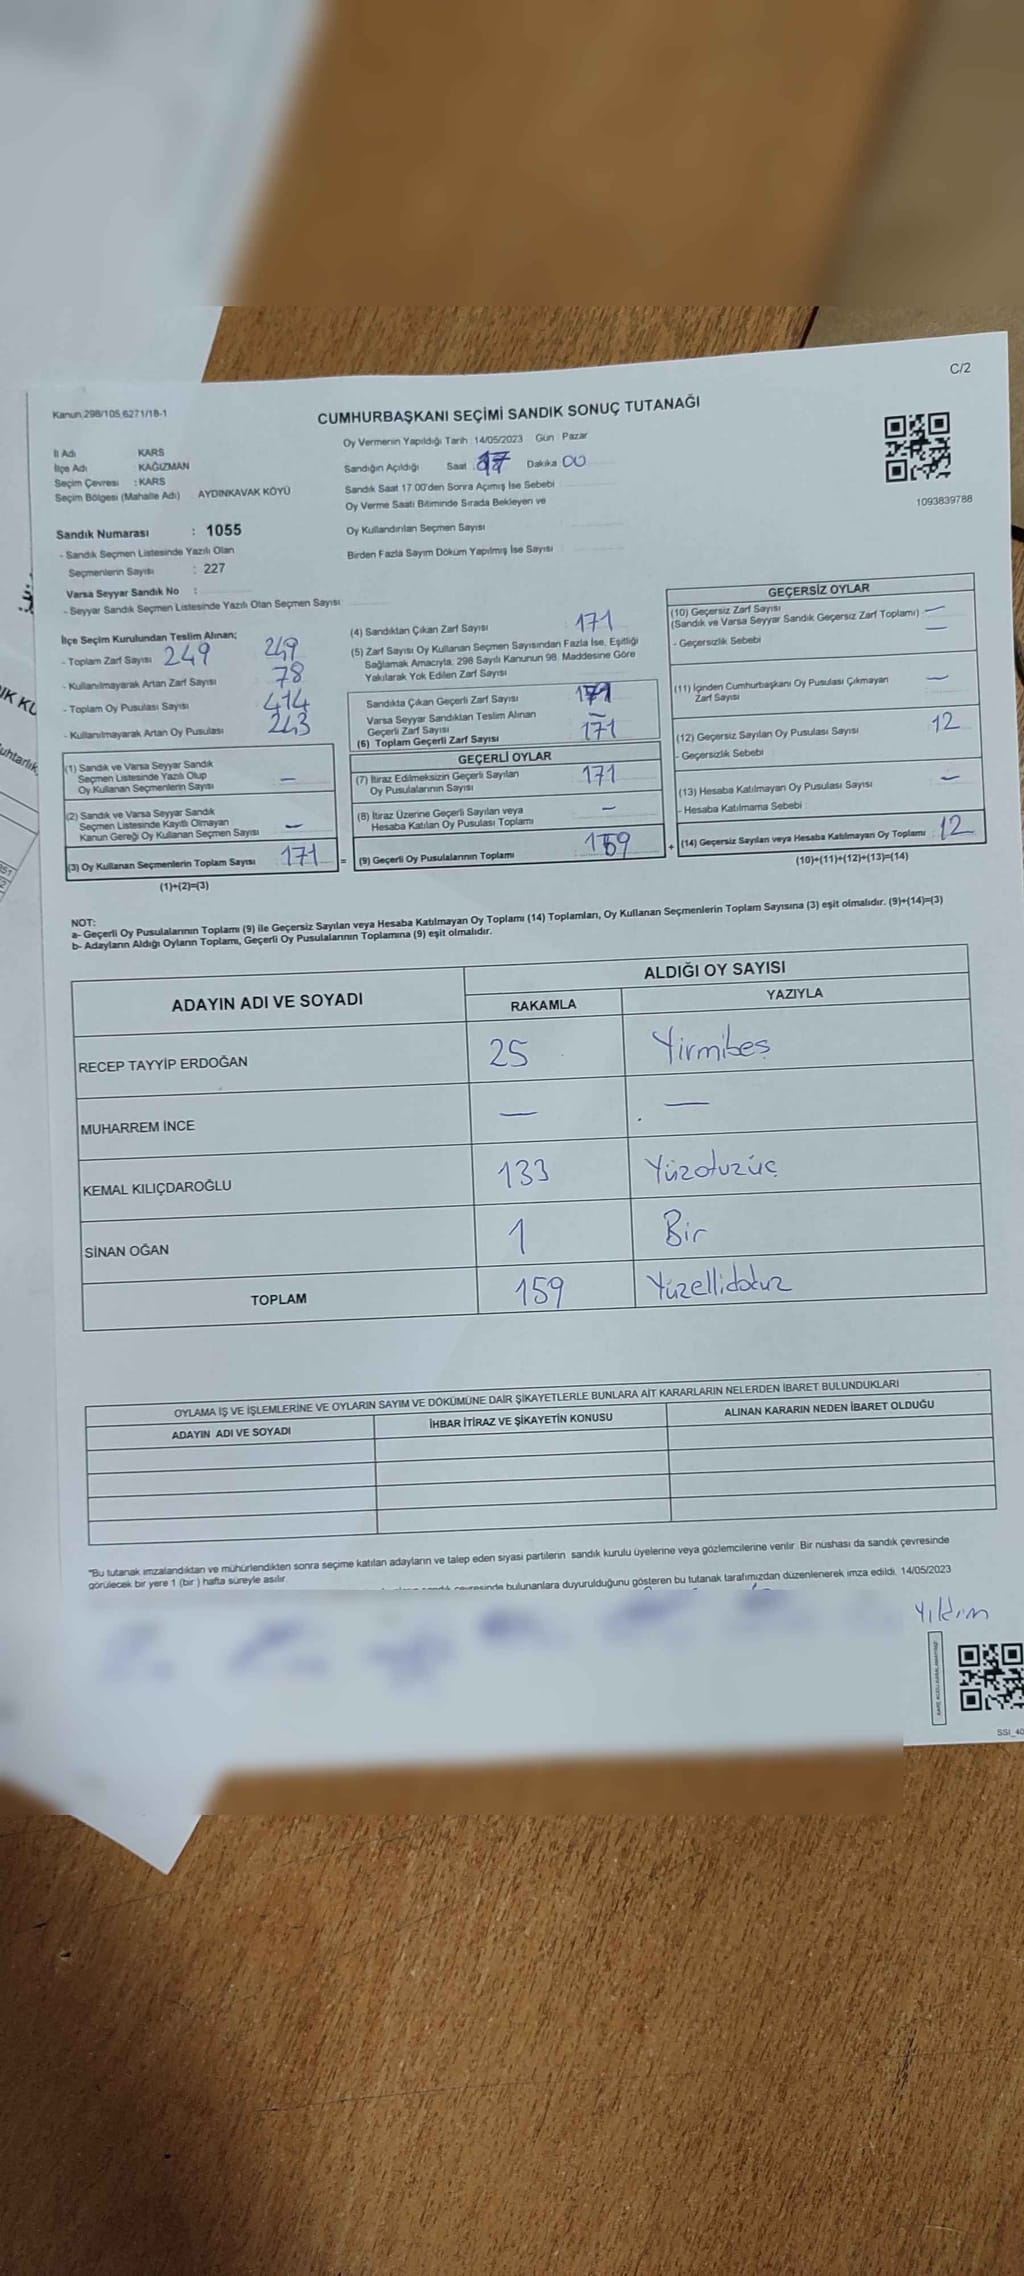 C/2
Kanun:298/105,6271/18-1
CUMHURBAŞKANI SEÇİMİ SANDIK SONUÇ TUTANAĞI
İl Adı KARS
İlçe Adı KAĞIZMAN
Seçim Çevresi : KARS
Seçim Bölgesi (Mahalle Adı) AYDINKAVAK KÖYÜ
Sandık Numarası : 1055
- Sandık Seçmen Listesinde Yazılı Olan
Seçmenlerin Sayısı : 227
Varsa Seyyar Sandık No :
- Seyyar Sandık Seçmen Listesinde Yazılı Olan Seçmen Sayısı
Oy Vermenin Yapıldığı Tarih : 14/05/2023 Gün : Pazar
Sandığın Açıldığı Saat : 17 Dakika 00
Sandık Saat 17.00'den Sonra Açımış İse Sebebi
Oy Verme Saati Bitiminde Sırada Bekleyen ve
Oy Kullandırılan Seçmen Sayısı
Birden Fazla Sayım Döküm Yapılmış İse Sayısı
1093839788
İlçe Seçim Kurulundan Teslim Alınan;
- Toplam Zarf Sayısı 249 249
- Kullanılmayarak Artan Zarf Sayısı 78
- Toplam Oy Pusulası Sayısı 414
- Kullanılmayarak Artan Oy Pusulası 243
(1) Sandık ve Varsa Seyyar Sandık
Seçmen Listesinde Yazılı Olup
Oy Kullanan Seçmenlerin Sayısı —
(2) Sandık ve Varsa Seyyar Sandık
Seçmen Listesinde Kayıtlı Olmayan
Kanun Gereği Oy Kullanan Seçmen Sayısı —
(3) Oy Kullanan Seçmenlerin Toplam Sayısı 171
(1)+(2)=(3)
(4) Sandıktan Çıkan Zarf Sayısı 171
(5) Zarf Sayısı Oy Kullanan Seçmen Sayısından Fazla İse, Eşitliği
Sağlamak Amacıyla, 298 Sayılı Kanunun 98. Maddesine Göre
Yakılarak Yok Edilen Zarf Sayısı
Sandıkta Çıkan Geçerli Zarf Sayısı 171
Varsa Seyyar Sandıktan Teslim Alınan
Geçerli Zarf Sayısı —
(6) Toplam Geçerli Zarf Sayısı 171
GEÇERLİ OYLAR
(7) İtiraz Edilmeksizin Geçerli Sayılan
Oy Pusulalarının Sayısı 171
(8) İtiraz Üzerine Geçerli Sayılan veya
Hesaba Katılan Oy Pusulası Toplamı —
= (9) Geçerli Oy Pusulalarının Toplamı 159
GEÇERSİZ OYLAR
(10) Geçersiz Zarf Sayısı
(Sandık ve Varsa Seyyar Sandık Geçersiz Zarf Toplamı) —
- Geçersizlik Sebebi —
(11) İçinden Cumhurbaşkanı Oy Pusulası Çıkmayan
Zarf Sayısı —
(12) Geçersiz Sayılan Oy Pusulası Sayısı 12
- Geçersizlik Sebebi
(13) Hesaba Katılmayan Oy Pusulası Sayısı —
- Hesaba Katılmama Sebebi
+ (14) Geçersiz Sayılan veya Hesaba Katılmayan Oy Toplamı : 12
(10)+(11)+(12)+(13)=(14)
NOT:
a- Geçerli Oy Pusulalarının Toplamı (9) ile Geçersiz Sayılan veya Hesaba Katılmayan Oy Toplamı (14) Toplamları, Oy Kullanan Seçmenlerin Toplam Sayısına (3) eşit olmalıdır. (9)+(14)=(3)
b- Adayların Aldığı Oyların Toplamı, Geçerli Oy Pusulalarının Toplamına (9) eşit olmalıdır.
ADAYIN ADI VE SOYADI ALDIĞI OY SAYISI
RAKAMLA YAZIYLA
RECEP TAYYİP ERDOĞAN 25 Yirmibeş
MUHARREM İNCE — —
KEMAL KILIÇDAROĞLU 133 Yüzotuzüç
SİNAN OĞAN 1 Bir
TOPLAM 159 Yüzellidokuz
OYLAMA İŞ VE İŞLEMLERİNE VE OYLARIN SAYIM VE DÖKÜMÜNE DAİR ŞİKAYETLERLE BUNLARA AİT KARARLARIN NELERDEN İBARET BULUNDUKLARI
ADAYIN ADI VE SOYADI İHBAR İTİRAZ VE ŞİKAYETİN KONUSU ALINAN KARARIN NEDEN İBARET OLDUĞU
"Bu tutanak imzalandıktan ve mühürlendikten sonra seçime katılan adayların ve talep eden siyasi partilerin sandık kurulu üyelerine veya gözlemcilerine verilir. Bir nüshası da sandık çevresinde
görülecek bir yere 1 (bir ) hafta süreyle asılır.
sandık çevresinde bulunanlara duyurulduğunu gösteren bu tutanak tarafımızdan düzenlenerek imza edildi. 14/05/2023
Yıldırım
SSI_40